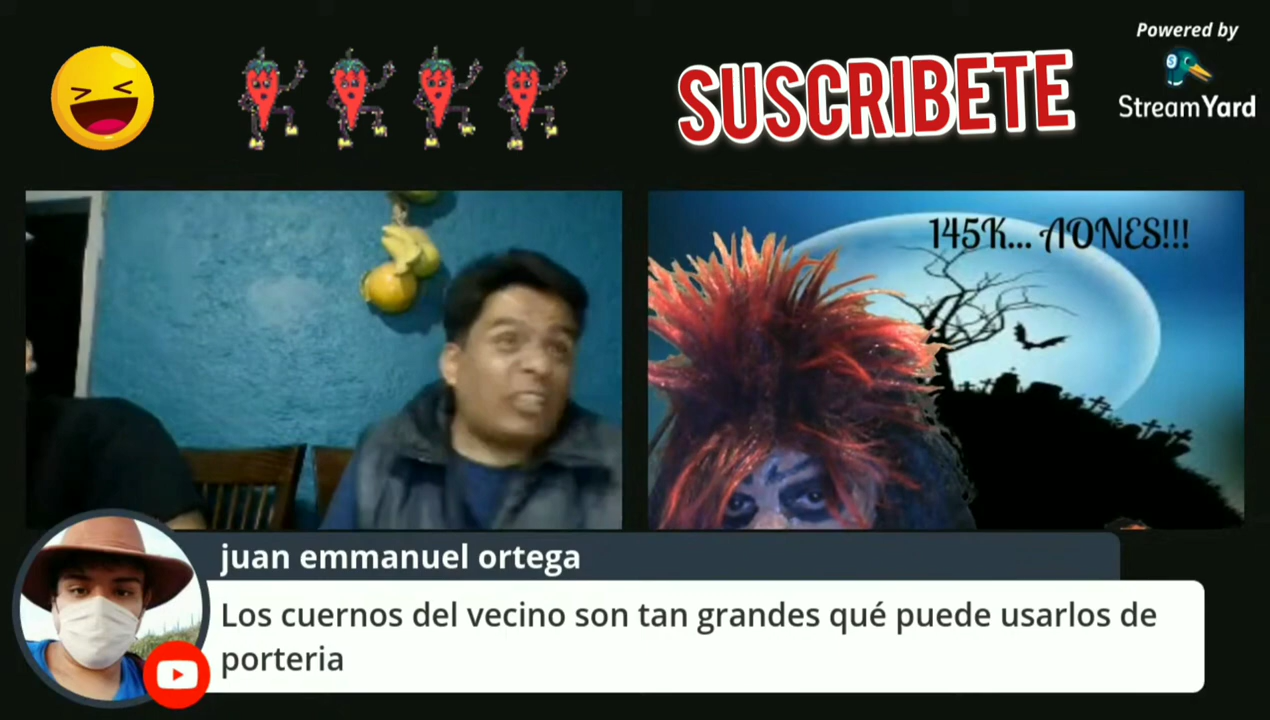 Powered by
StreamYard
SUSCRIBETE
145K... AONES!!!
juan emmanuel ortega
Los cuernos del vecino son tan grandes qué puede usarlos de
porteria